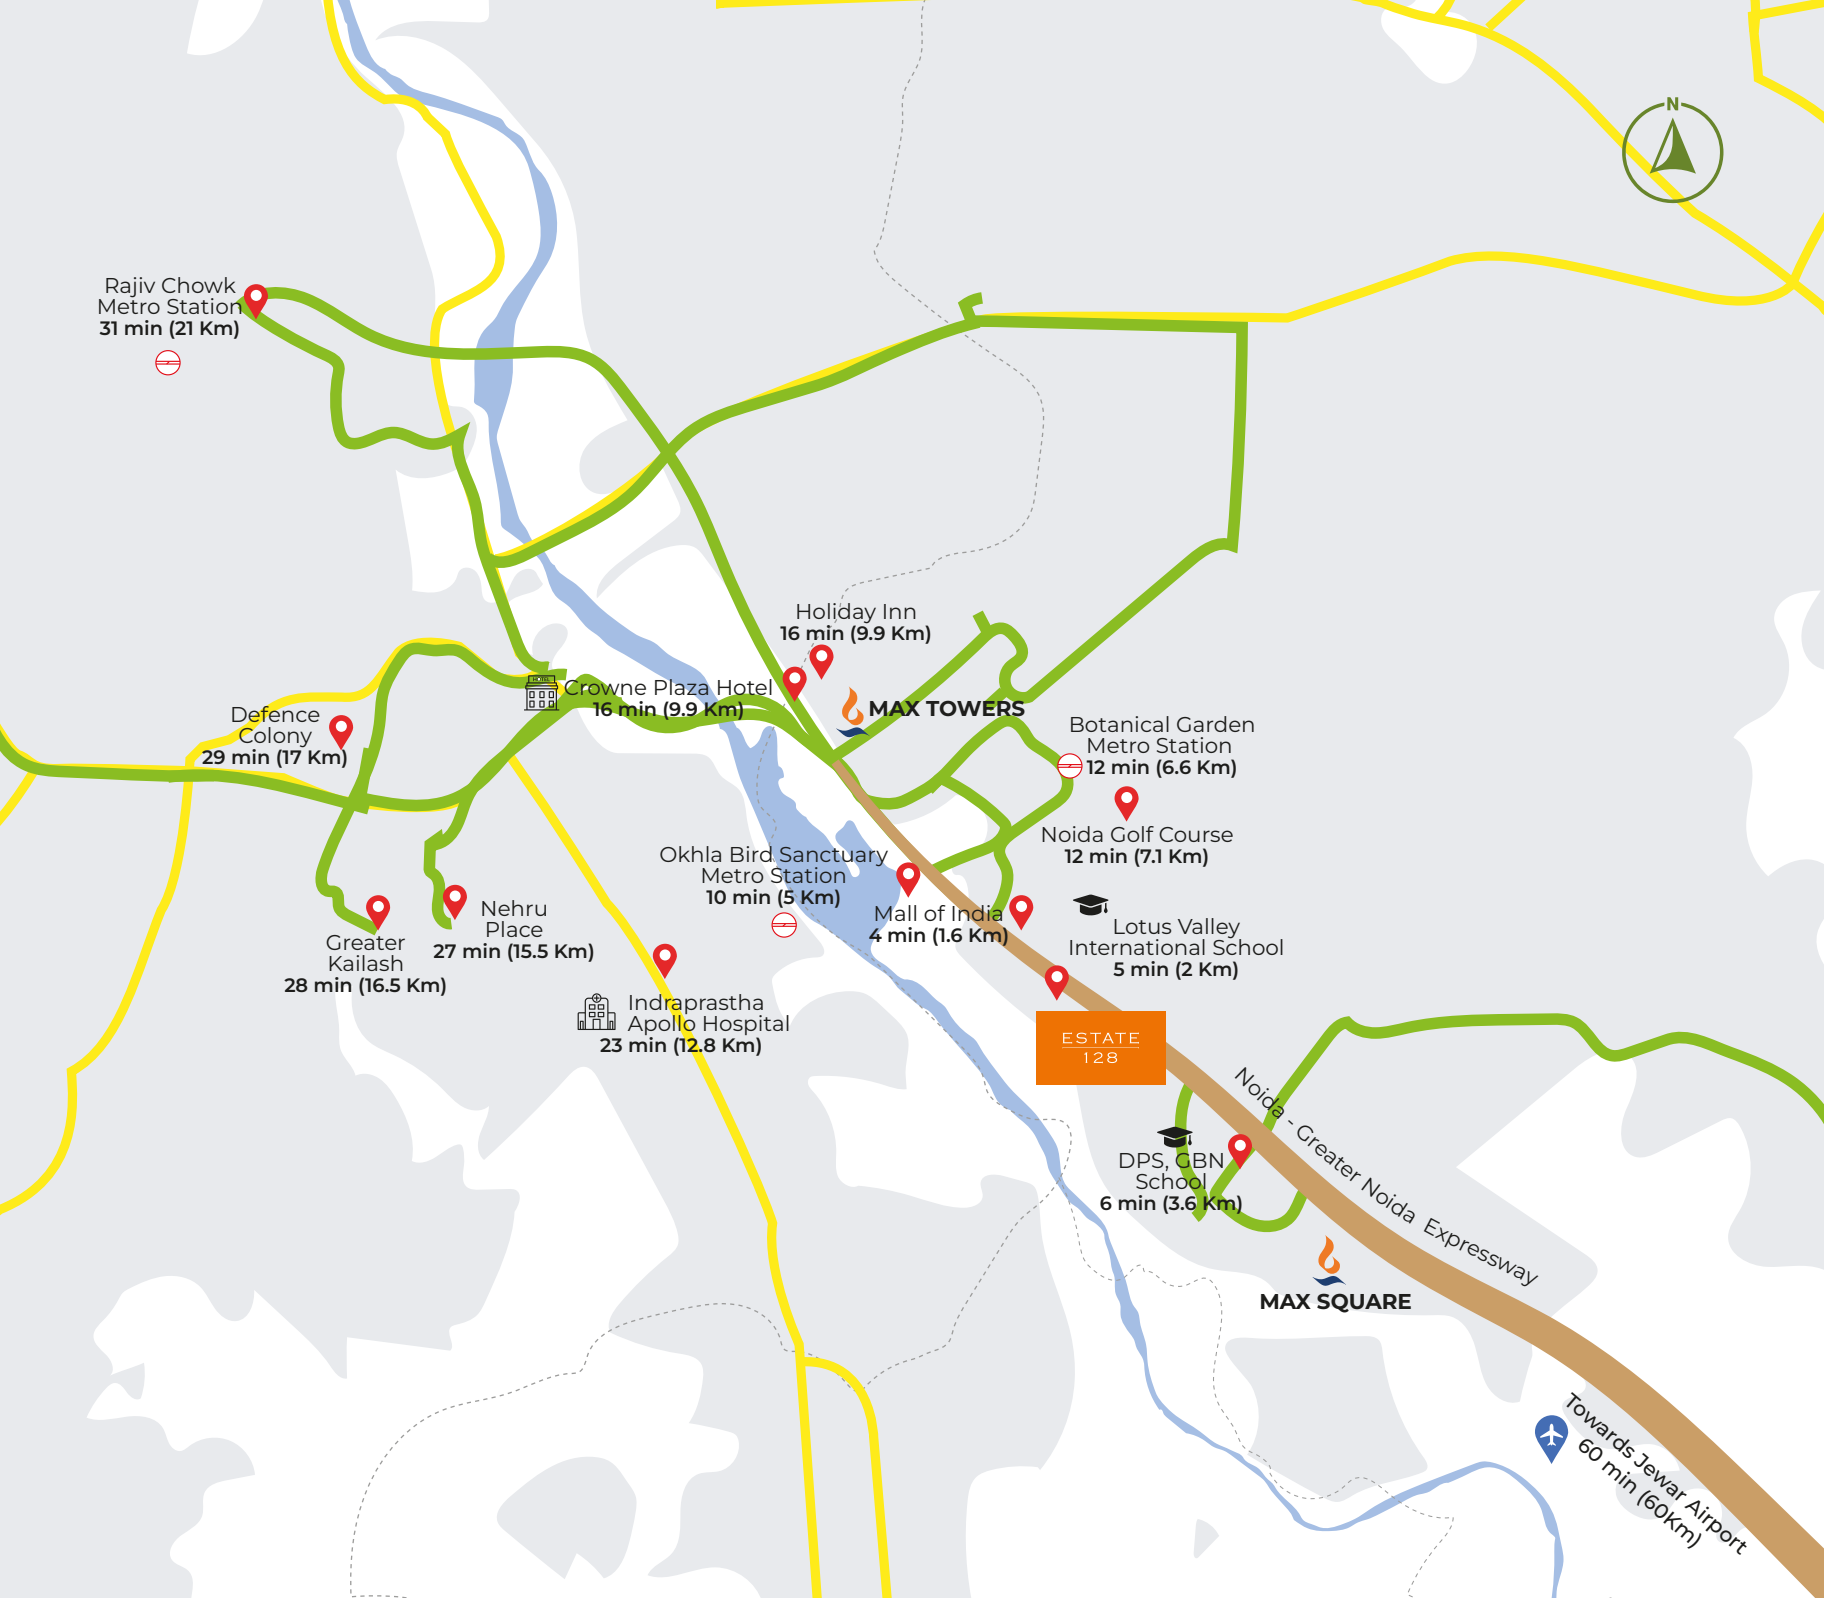 N
Rajiv Chowk
Metro Station
31 min (21 Km)
Holiday Inn
16 min (9.9 Km)
HOTEL
Crowne Plaza Hotel
16 min (9.9 Km)
MAX TOWERS
Defence
Colony
29 min (17 Km)
Botanical Garden
Metro Station
12 min (6.6 Km)
Noida Golf Course
12 min (7.1 Km)
Okhla Bird Sanctuary
Metro Station
10 min (5 Km)
Mall of India
4 min (1.6 Km)
Lotus Valley
International School
5 min (2 Km)
Nehru
Place
27 min (15.5 Km)
Greater
Kailash
28 min (16.5 Km)
Indraprastha
Apollo Hospital
23 min (12.8 Km)
ESTATE
128
Noida - Greater Noida Expressway
DPS, GBN
School
6 min (3.6 Km)
MAX SQUARE
Towards Jewar Airport
60 min (60Km)